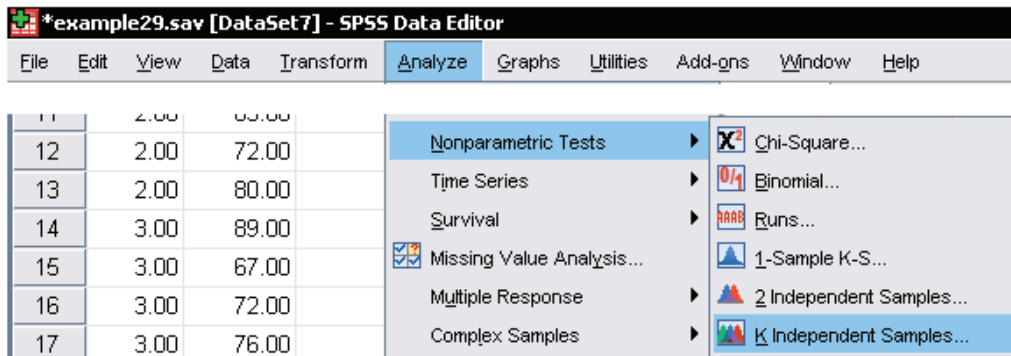 *example29.sav [DataSet7] - SPSS Data Editor
File Edit View Data Transform Analyze Graphs Utilities Add-ons Window Help
11 2.00
12 2.00 72.00 Nonparametric Tests Chi-Square...
13 2.00 80.00 Time Series Binomial...
14 3.00 89.00 Survival Runs...
15 3.00 67.00 Missing Value Analysis... 1-Sample K-S...
16 3.00 72.00 Multiple Response 2 Independent Samples...
17 3.00 76.00 Complex Samples K Independent Samples...